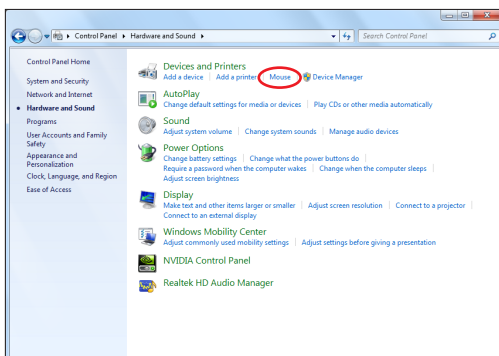 Control Panel ▸ Hardware and Sound ▸
Search Control Panel
Control Panel Home
System and Security
Network and Internet
Hardware and Sound
Programs
User Accounts and Family
Safety
Appearance and
Personalization
Clock, Language, and Region
Ease of Access
Devices and Printers
Add a device | Add a printer | Mouse | Device Manager
AutoPlay
Change default settings for media or devices | Play CDs or other media automatically
Sound
Adjust system volume | Change system sounds | Manage audio devices
Power Options
Change battery settings | Change what the power buttons do |
Require a password when the computer wakes | Change when the computer sleeps |
Adjust screen brightness
Display
Make text and other items larger or smaller | Adjust screen resolution | Connect to a projector |
Connect to an external display
Windows Mobility Center
Adjust commonly used mobility settings | Adjust settings before giving a presentation
NVIDIA Control Panel
Realtek HD Audio Manager